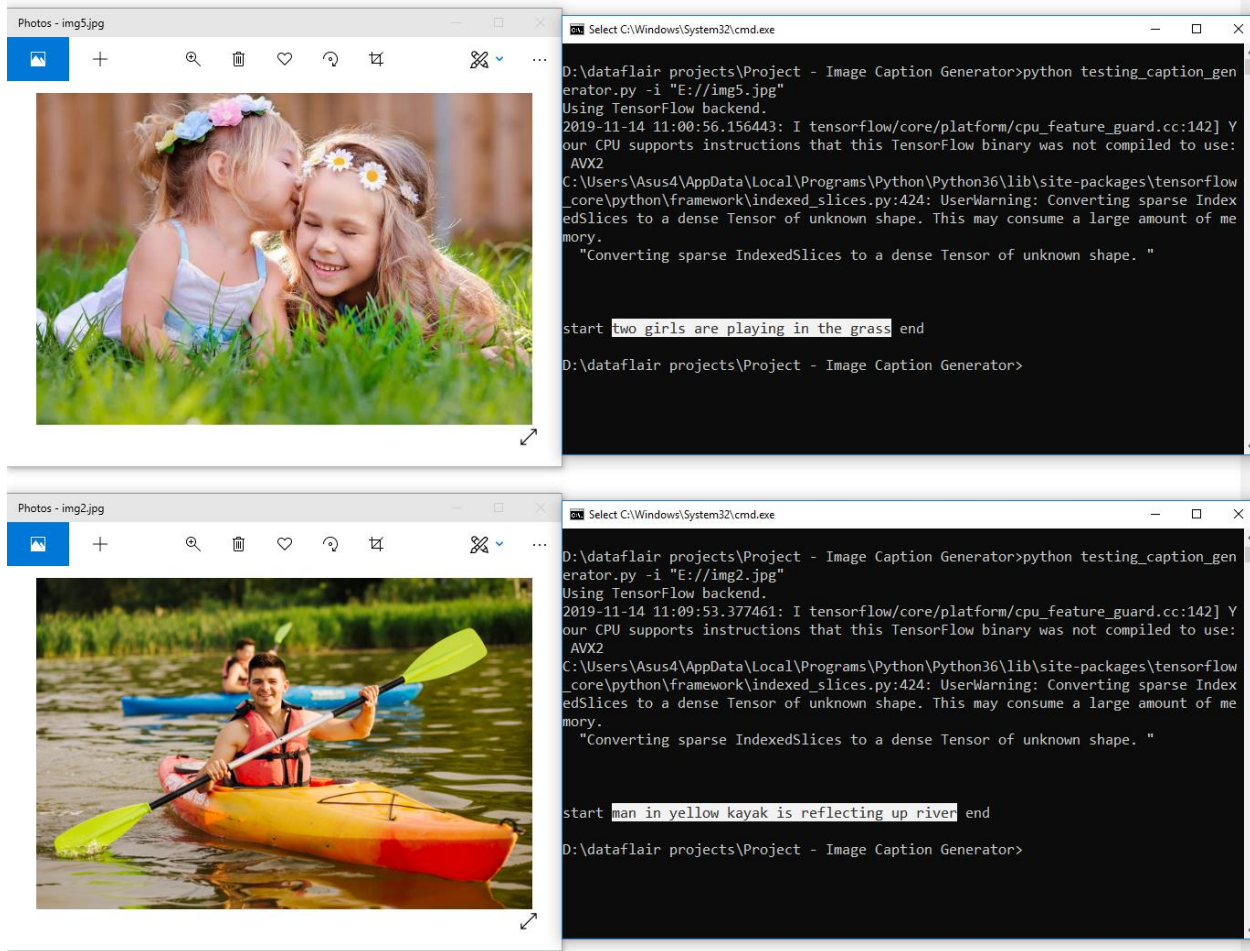 Photos - img5.jpg
Select C:\Windows\System32\cmd.exe
D:\dataflair projects\Project - Image Caption Generator>python testing_caption_gen
erator.py -i "E://img5.jpg"
Using TensorFlow backend.
2019-11-14 11:00:56.156443: I tensorflow/core/platform/cpu_feature_guard.cc:142] Y
our CPU supports instructions that this TensorFlow binary was not compiled to use:
 AVX2
C:\Users\Asus4\AppData\Local\Programs\Python\Python36\lib\site-packages\tensorflow
_core\python\framework\indexed_slices.py:424: UserWarning: Converting sparse Index
edSlices to a dense Tensor of unknown shape. This may consume a large amount of me
mory.
  "Converting sparse IndexedSlices to a dense Tensor of unknown shape. "
start two girls are playing in the grass end
D:\dataflair projects\Project - Image Caption Generator>
Photos - img2.jpg
Select C:\Windows\System32\cmd.exe
D:\dataflair projects\Project - Image Caption Generator>python testing_caption_gen
erator.py -i "E://img2.jpg"
Using TensorFlow backend.
2019-11-14 11:09:53.377461: I tensorflow/core/platform/cpu_feature_guard.cc:142] Y
our CPU supports instructions that this TensorFlow binary was not compiled to use:
 AVX2
C:\Users\Asus4\AppData\Local\Programs\Python\Python36\lib\site-packages\tensorflow
_core\python\framework\indexed_slices.py:424: UserWarning: Converting sparse Index
edSlices to a dense Tensor of unknown shape. This may consume a large amount of me
mory.
  "Converting sparse IndexedSlices to a dense Tensor of unknown shape. "
start man in yellow kayak is reflecting up river end
D:\dataflair projects\Project - Image Caption Generator>